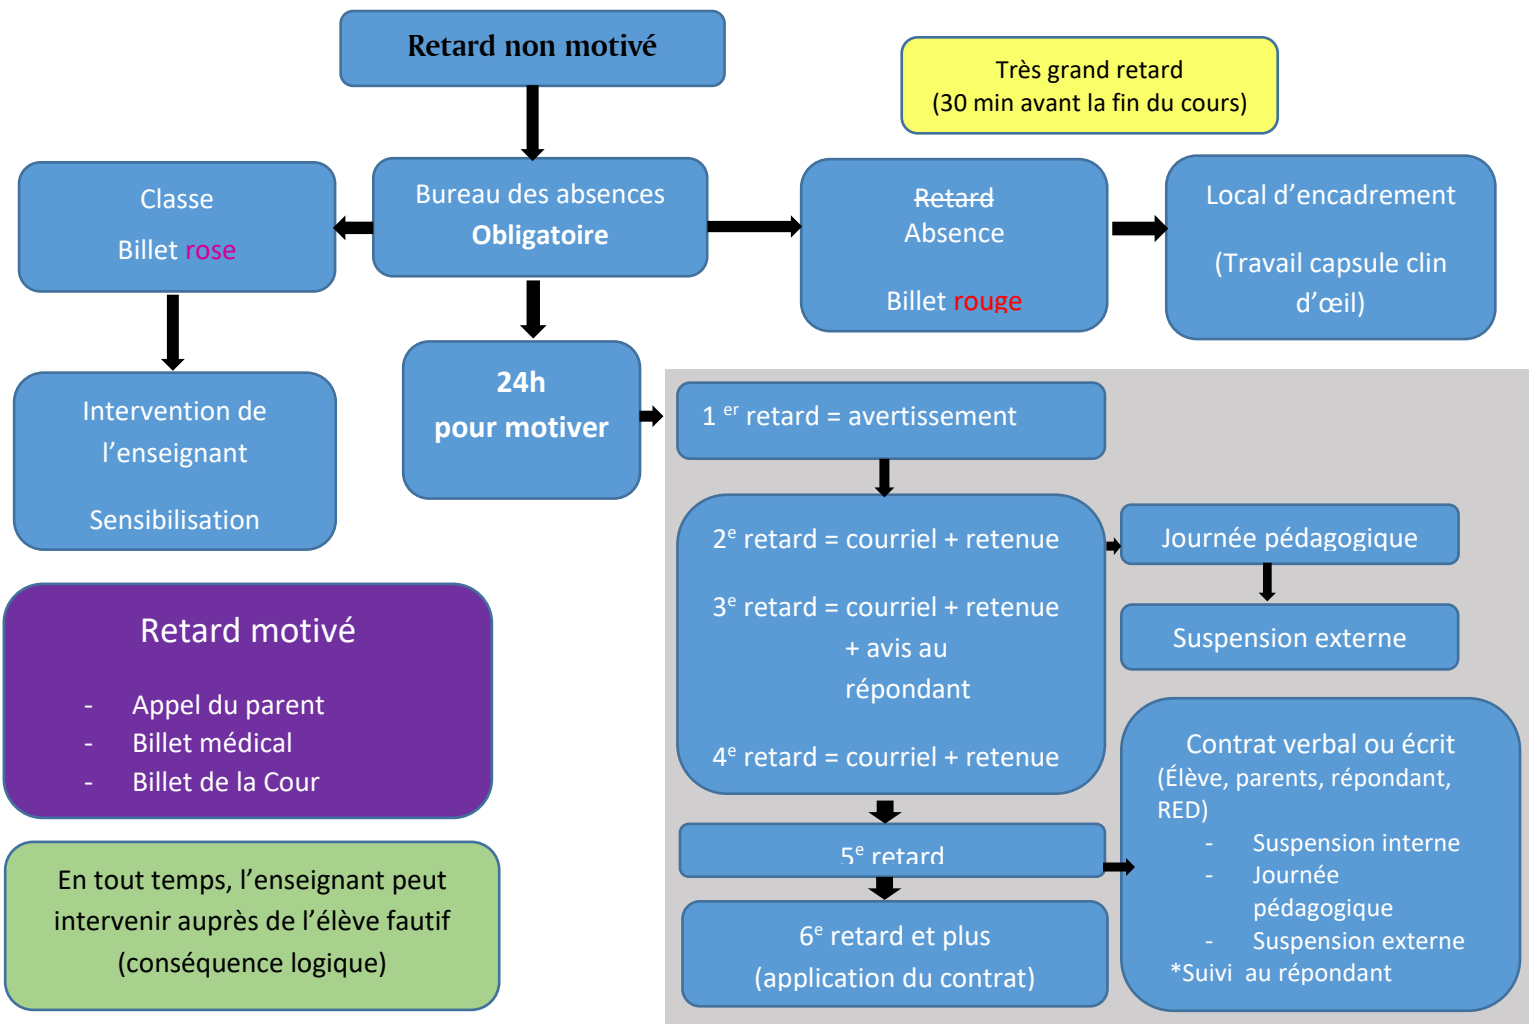 Retard non motivé
Très grand retard
(30 min avant la fin du cours)
Classe
Billet rose
Bureau des absences
Obligatoire
Retard
Absence
Billet rouge
Local d’encadrement
(Travail capsule clin
d’œil)
Intervention de
l’enseignant
Sensibilisation
24h
pour motiver
1 er retard = avertissement
2e retard = courriel + retenue
3e retard = courriel + retenue
+ avis au
répondant
4e retard = courriel + retenue
Journée pédagogique
Suspension externe
Retard motivé
- Appel du parent
- Billet médical
- Billet de la Cour
5e retard
Contrat verbal ou écrit
(Élève, parents, répondant,
RED)
- Suspension interne
- Journée
pédagogique
- Suspension externe
*Suivi au répondant
En tout temps, l’enseignant peut
intervenir auprès de l’élève fautif
(conséquence logique)
6e retard et plus
(application du contrat)